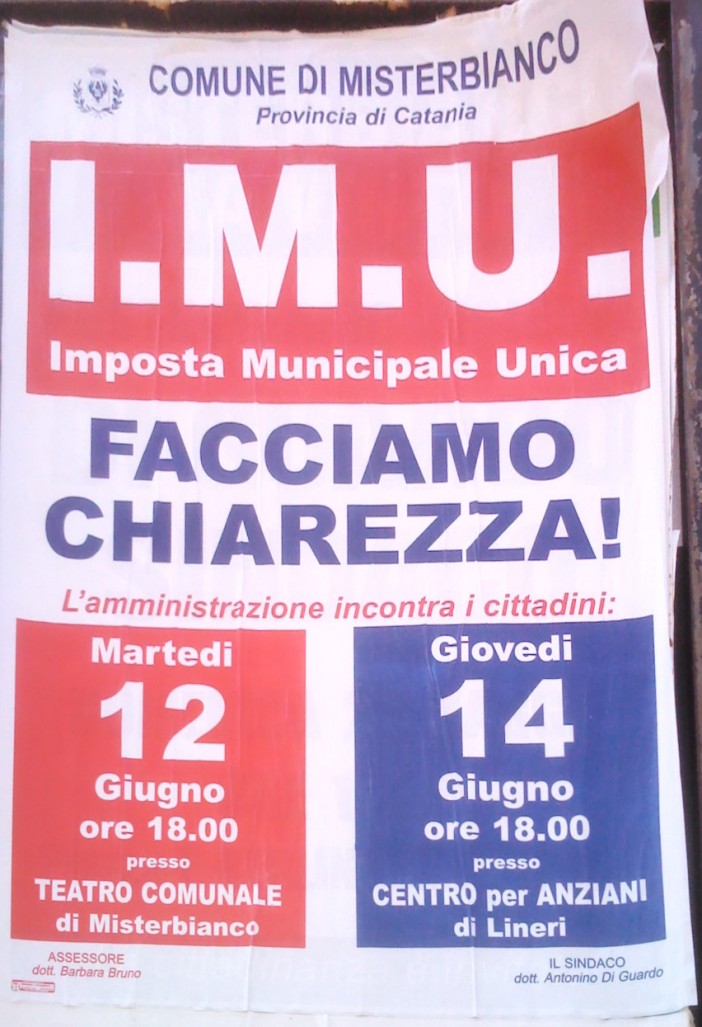 COMUNE DI MISTERBIANCO
Provincia di Catania
I.M.U.
Imposta Municipale Unica
FACCIAMO
CHIAREZZA!
L'amministrazione incontra i cittadini:
Martedi
12
Giugno
ore 18.00
presso
TEATRO COMUNALE
di Misterbianco
Giovedi
14
Giugno
ore 18.00
presso
CENTRO per ANZIANI
di Lineri
ASSESSORE
dott. Barbara Bruno
IL SINDACO
dott. Antonino Di Guardo